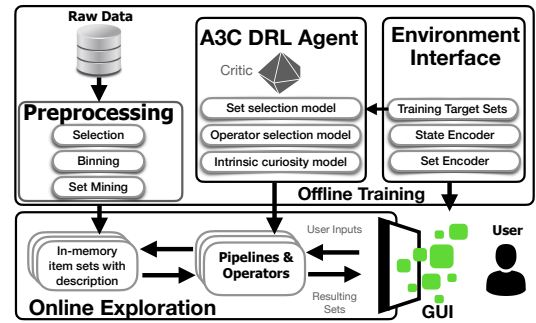 Raw Data
Preprocessing
Selection
Binning
Set Mining
A3C DRL Agent
Critic
Set selection model
Operator selection model
Intrinsic curiosity model
Environment
Interface
Training Target Sets
State Encoder
Set Encoder
Offline Training
In-memory
item sets with
description
Pipelines &
Operators
User Inputs
Resulting
Sets
User
GUI
Online Exploration